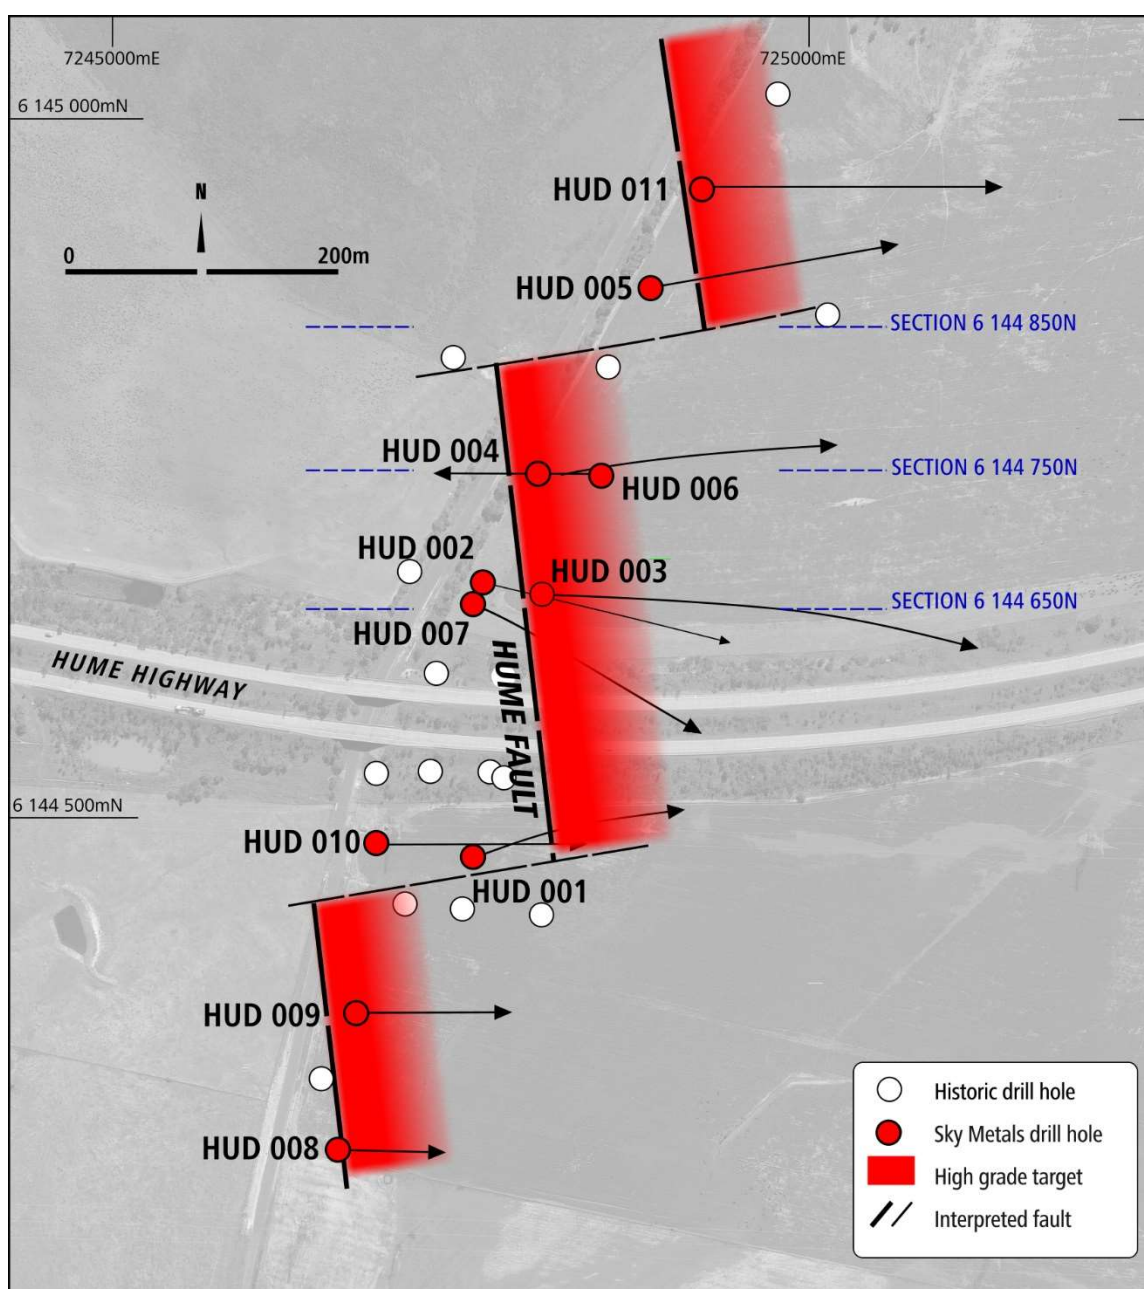 7245000mE
725000mE
6 145 000mN
HUD 011
N
0
200m
HUD 005
SECTION 6 144 850N
HUD 004
SECTION 6 144 750N
HUD 006
HUD 002
HUD 003
SECTION 6 144 650N
HUD 007
HUME HIGHWAY
HUME FAULT
6 144 500mN
HUD 010
HUD 001
HUD 009
HUD 008
Historic drill hole
Sky Metals drill hole
High grade target
Interpreted fault